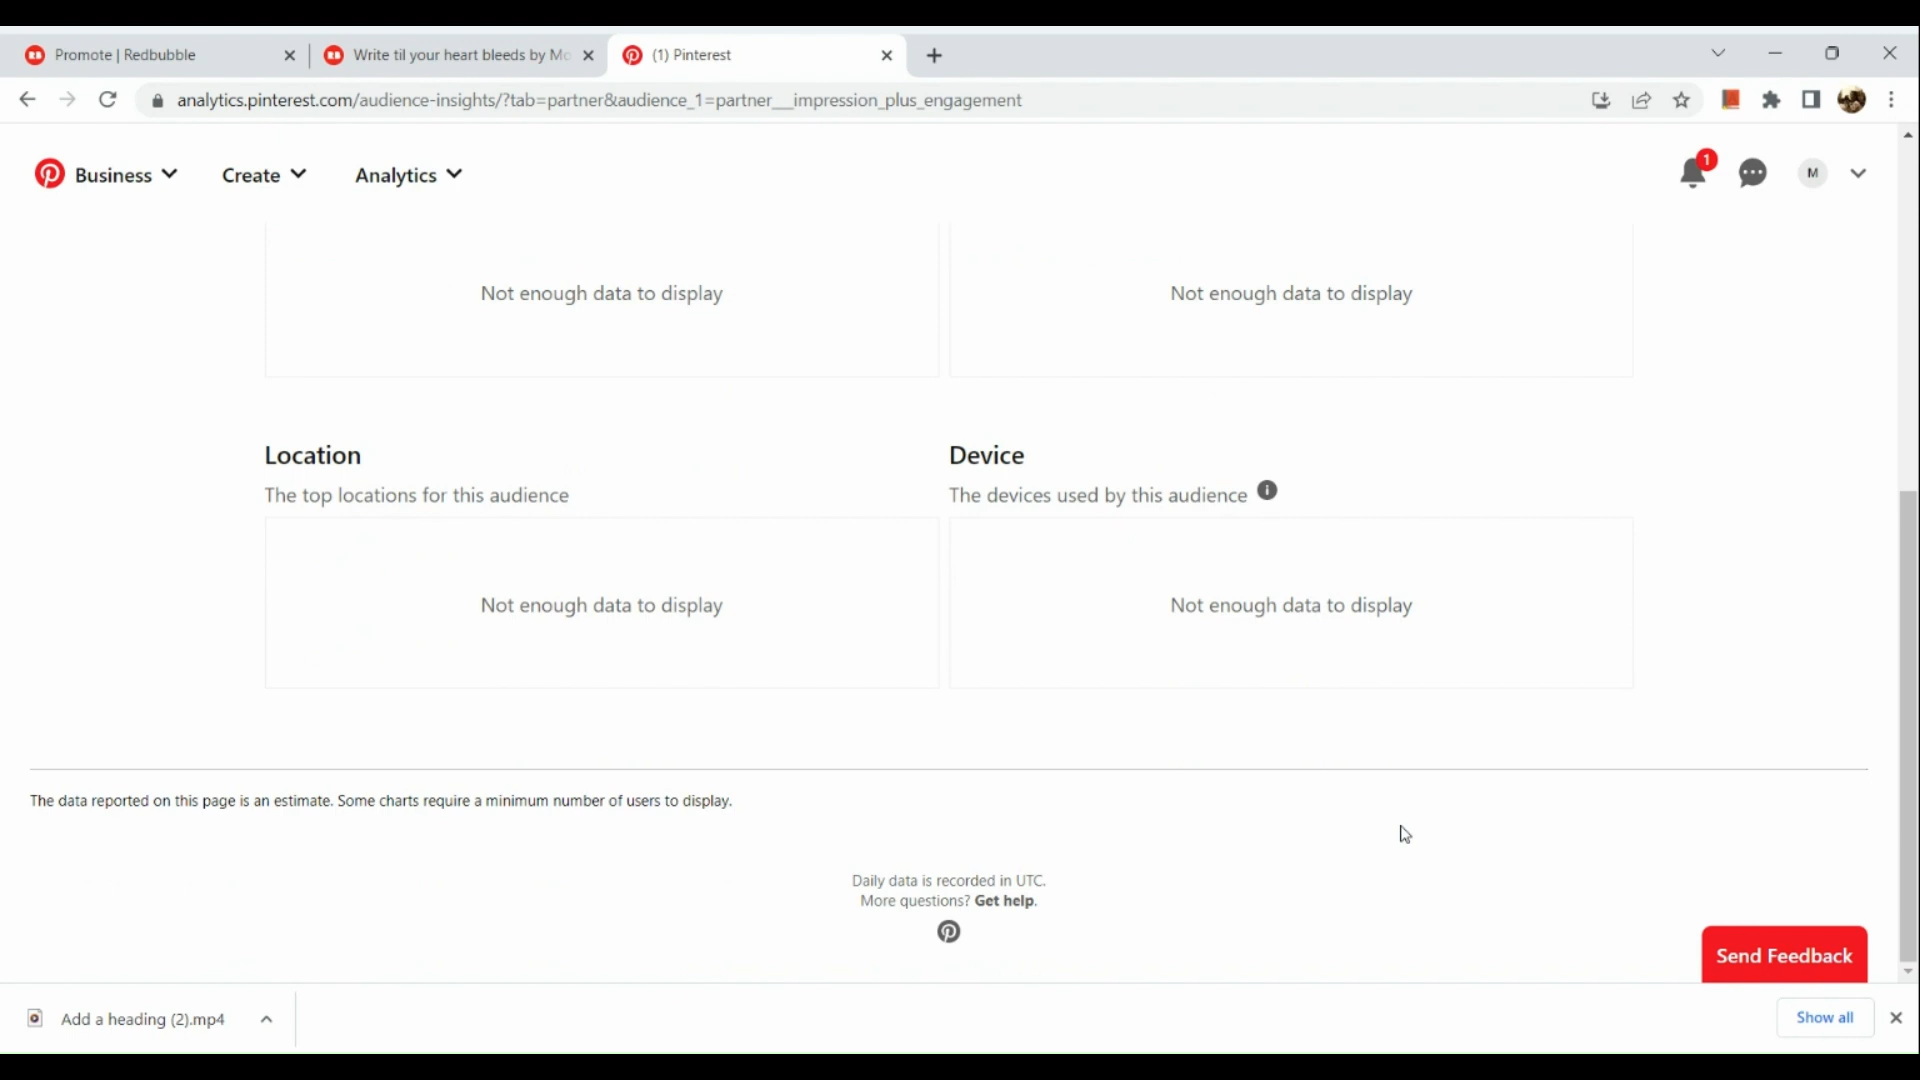 Promote | Redbubble
Write til your heart bleeds by Mo
(1) Pinterest
analytics.pinterest.com/audience-insights/?tab=partner&audience_1=partner__impression_plus_engagement
Business Create Analytics 1 M
Not enough data to display Not enough data to display
Location Device
The top locations for this audience The devices used by this audience
Not enough data to display Not enough data to display
The data reported on this page is an estimate. Some charts require a minimum number of users to display.
Daily data is recorded in UTC.
More questions? Get help.
Send Feedback
Add a heading (2).mp4 Show all